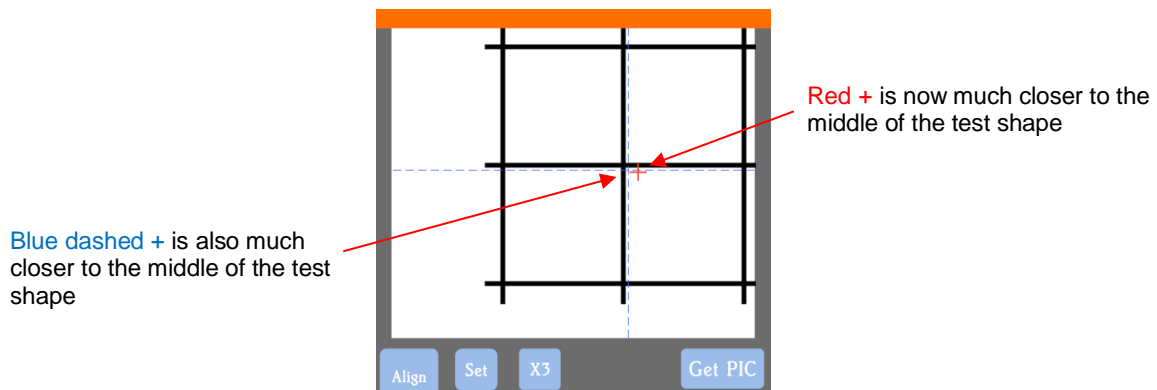 Red + is now much closer to the
middle of the test shape
Blue dashed + is also much
closer to the middle of the test
shape
Align
Set
X3
Get PIC